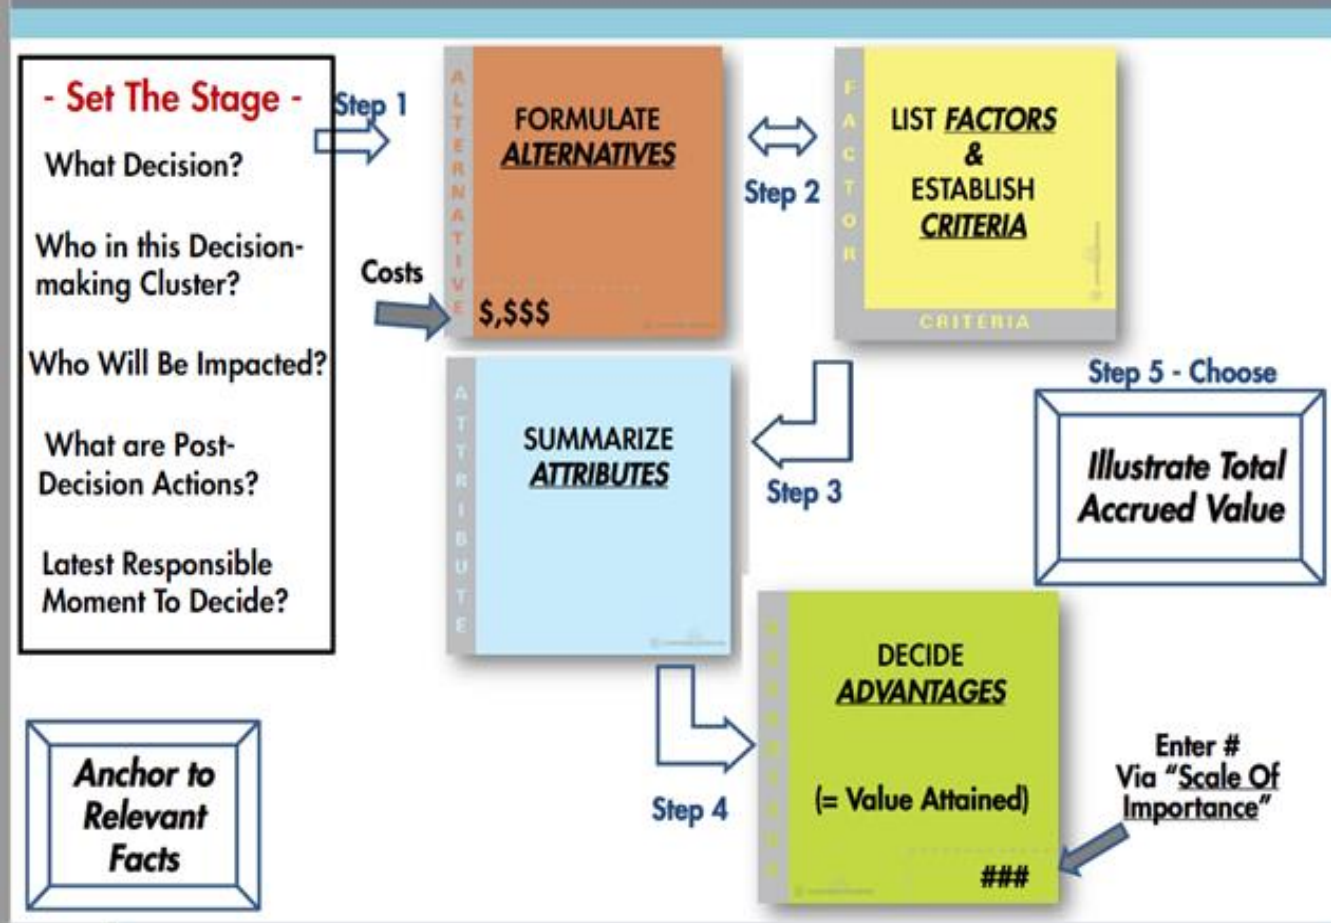 - Set The Stage -
What Decision?
Who in this Decision-
making Cluster?
Who Will Be Impacted?
What are Post-
Decision Actions?
Latest Responsible
Moment To Decide?
Step 1
ALTERNATIVE
FORMULATE
ALTERNATIVES
Costs
$,$$$
Step 2
FACTOR
LIST FACTORS
&
ESTABLISH
CRITERIA
CRITERIA
Step 3
ATTRIBUTE
SUMMARIZE
ATTRIBUTES
Step 4
DECIDE
ADVANTAGES
(= Value Attained)
###
Enter #
Via "Scale Of
Importance"
Step 5 - Choose
Illustrate Total
Accrued Value
Anchor to
Relevant
Facts